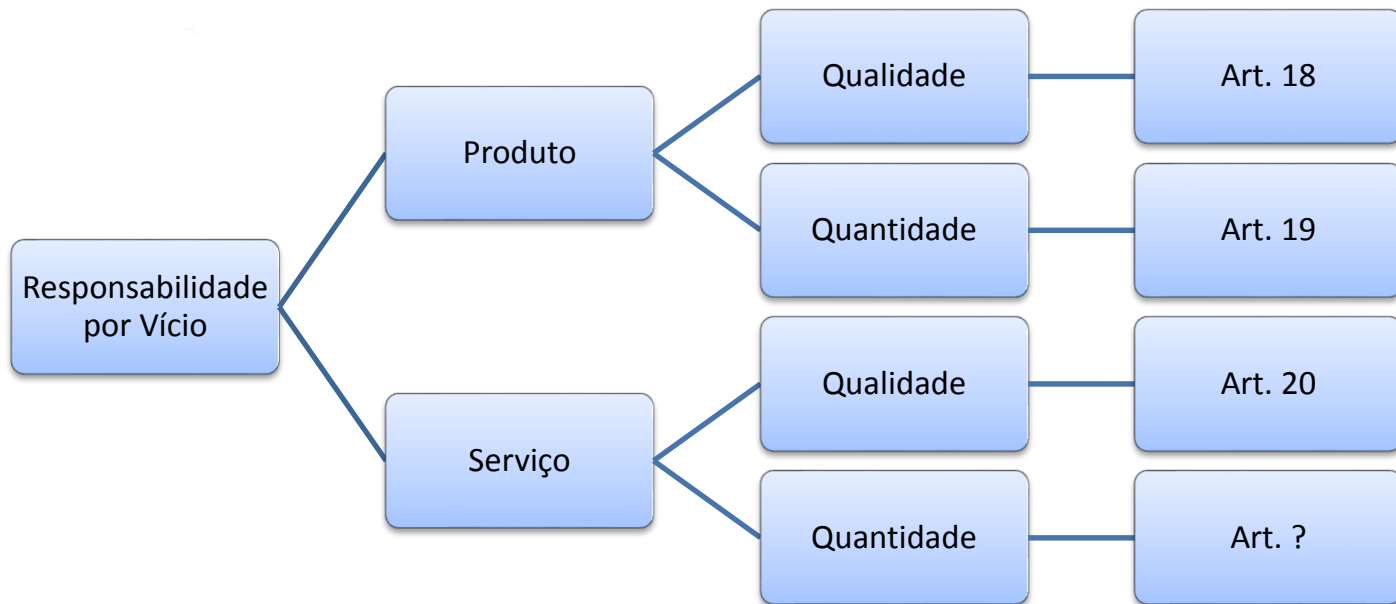 Responsabilidade
por Vício
Produto
Qualidade
Art. 18
Quantidade
Art. 19
Serviço
Qualidade
Art. 20
Quantidade
Art. ?